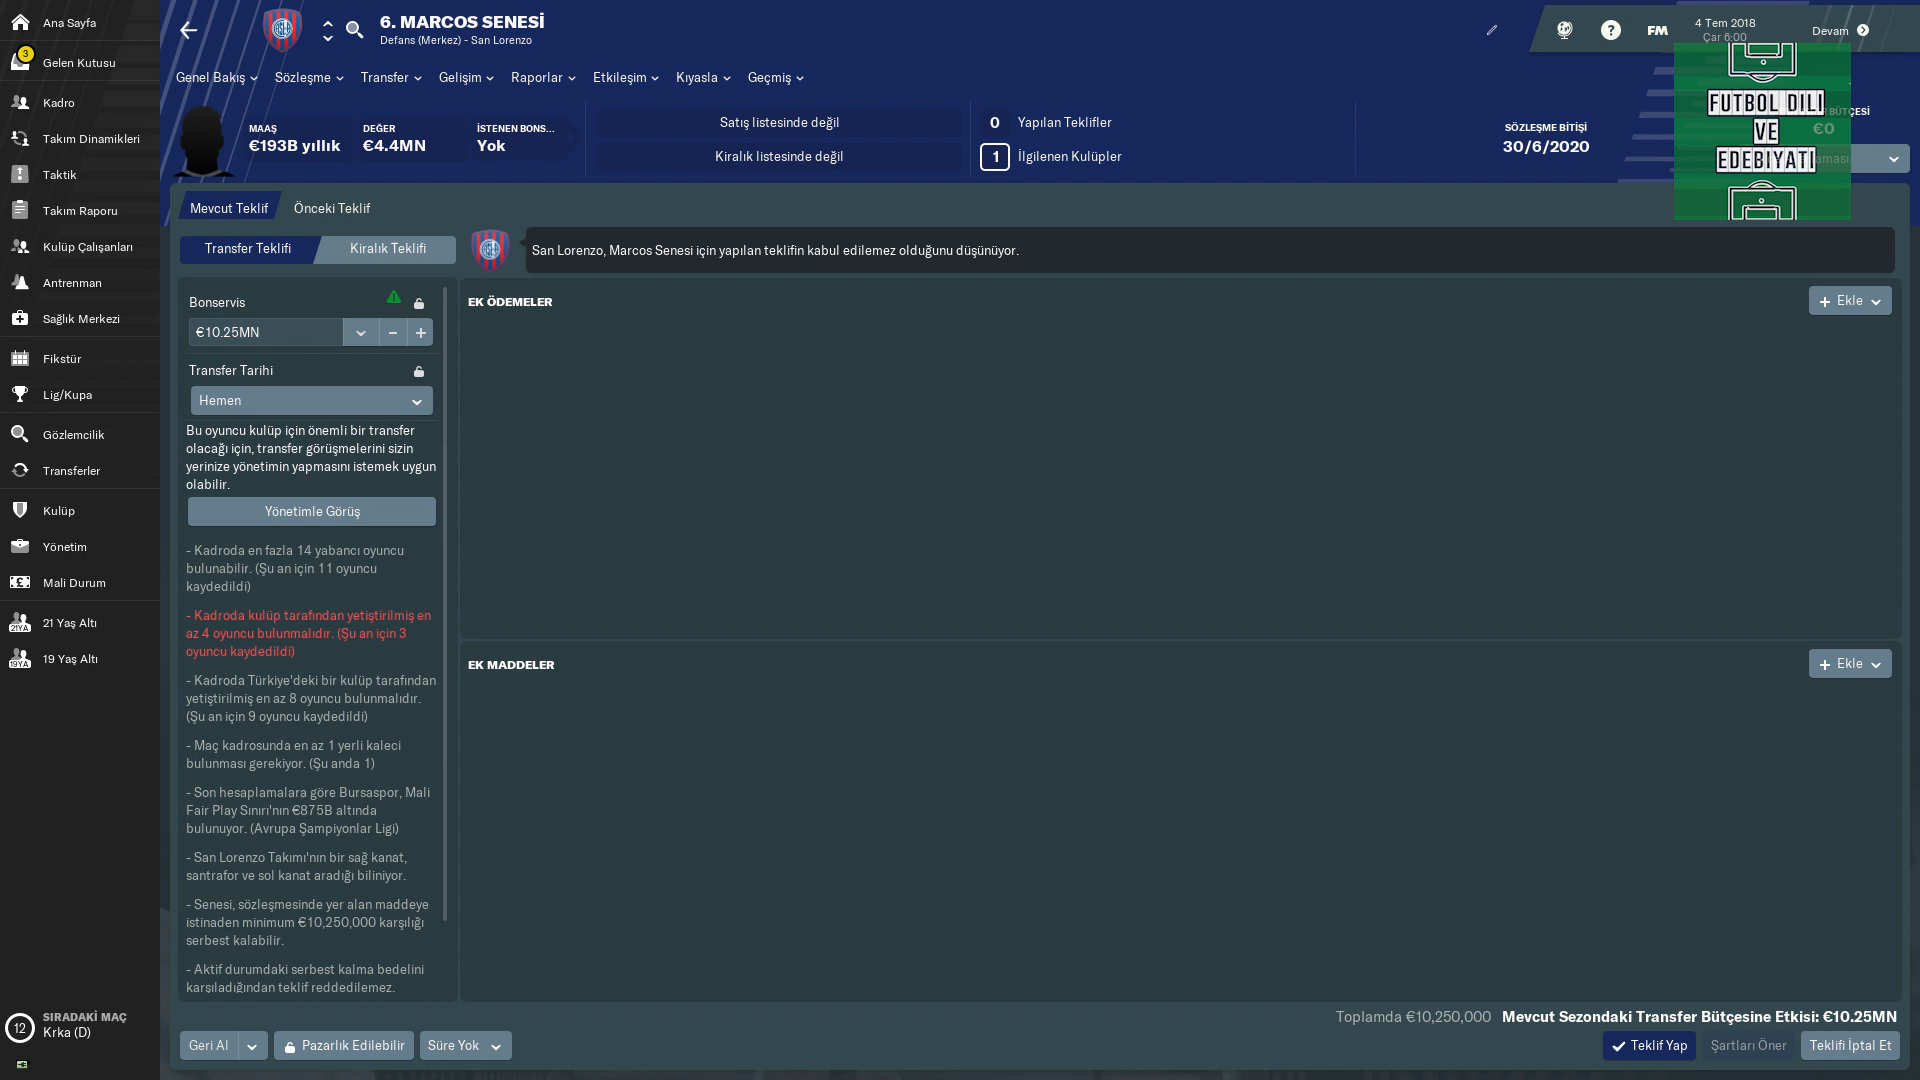 Ana Sayfa
3
Gelen Kutusu
Kadro
Takım Dinamikleri
Taktik
Takım Raporu
Kulüp Çalışanları
Antrenman
Sağlık Merkezi
Fikstür
Lig/Kupa
Gözlemcilik
Transferler
Kulüp
Yönetim
Mali Durum
21YA
21 Yaş Altı
19YA
19 Yaş Altı
12
SIRADAKİ MAÇ
Krka (D)
6. MARCOS SENESİ
Defans (Merkez) - San Lorenzo
?
FM
4 Tem 2018
Çar 6:00
Devam
Genel Bakış
Sözleşme
Transfer
Gelişim
Raporlar
Etkileşim
Kıyasla
Geçmiş
MAAŞ
€193B yıllık
DEĞER
€4.4MN
İSTENEN BONS...
Yok
Satış listesinde değil
Kiralık listesinde değil
0 Yapılan Teklifler
1 İlgilenen Kulüpler
SÖZLEŞME BİTİŞİ
30/6/2020
BÜTÇESİ
€0
FUTBOL DILI
VE
EDEBIYATI
Mevcut Teklif
Önceki Teklif
Transfer Teklifi
Kiralık Teklifi
San Lorenzo, Marcos Senesi için yapılan teklifin kabul edilemez olduğunu düşünüyor.
Bonservis
€10.25MN
Transfer Tarihi
Hemen
Bu oyuncu kulüp için önemli bir transfer
olacağı için, transfer görüşmelerini sizin
yerinize yönetimin yapmasını istemek uygun
olabilir.
Yönetimle Görüş
- Kadroda en fazla 14 yabancı oyuncu
bulunabilir. (Şu an için 11 oyuncu
kaydedildi)
- Kadroda kulüp tarafından yetiştirilmiş en
az 4 oyuncu bulunmalıdır. (Şu an için 3
oyuncu kaydedildi)
- Kadroda Türkiye'deki bir kulüp tarafından
yetiştirilmiş en az 8 oyuncu bulunmalıdır.
(Şu an için 9 oyuncu kaydedildi)
- Maç kadrosunda en az 1 yerli kaleci
bulunması gerekiyor. (Şu anda 1)
- Son hesaplamalara göre Bursaspor, Mali
Fair Play Sınırı'nın €875B altında
bulunuyor. (Avrupa Şampiyonlar Ligi)
- San Lorenzo Takımı'nın bir sağ kanat,
santrafor ve sol kanat aradığı biliniyor.
- Senesi, sözleşmesinde yer alan maddeye
istinaden minimum €10,250,000 karşılığı
serbest kalabilir.
- Aktif durumdaki serbest kalma bedelini
karşıladığından teklif reddedilemez.
EK ÖDEMELER
Ekle
EK MADDELER
Ekle
Toplamda €10,250,000 Mevcut Sezondaki Transfer Bütçesine Etkisi: €10.25MN
Geri Al
Pazarlık Edilebilir
Süre Yok
Teklif Yap
Şartları Öner
Teklifi İptal Et